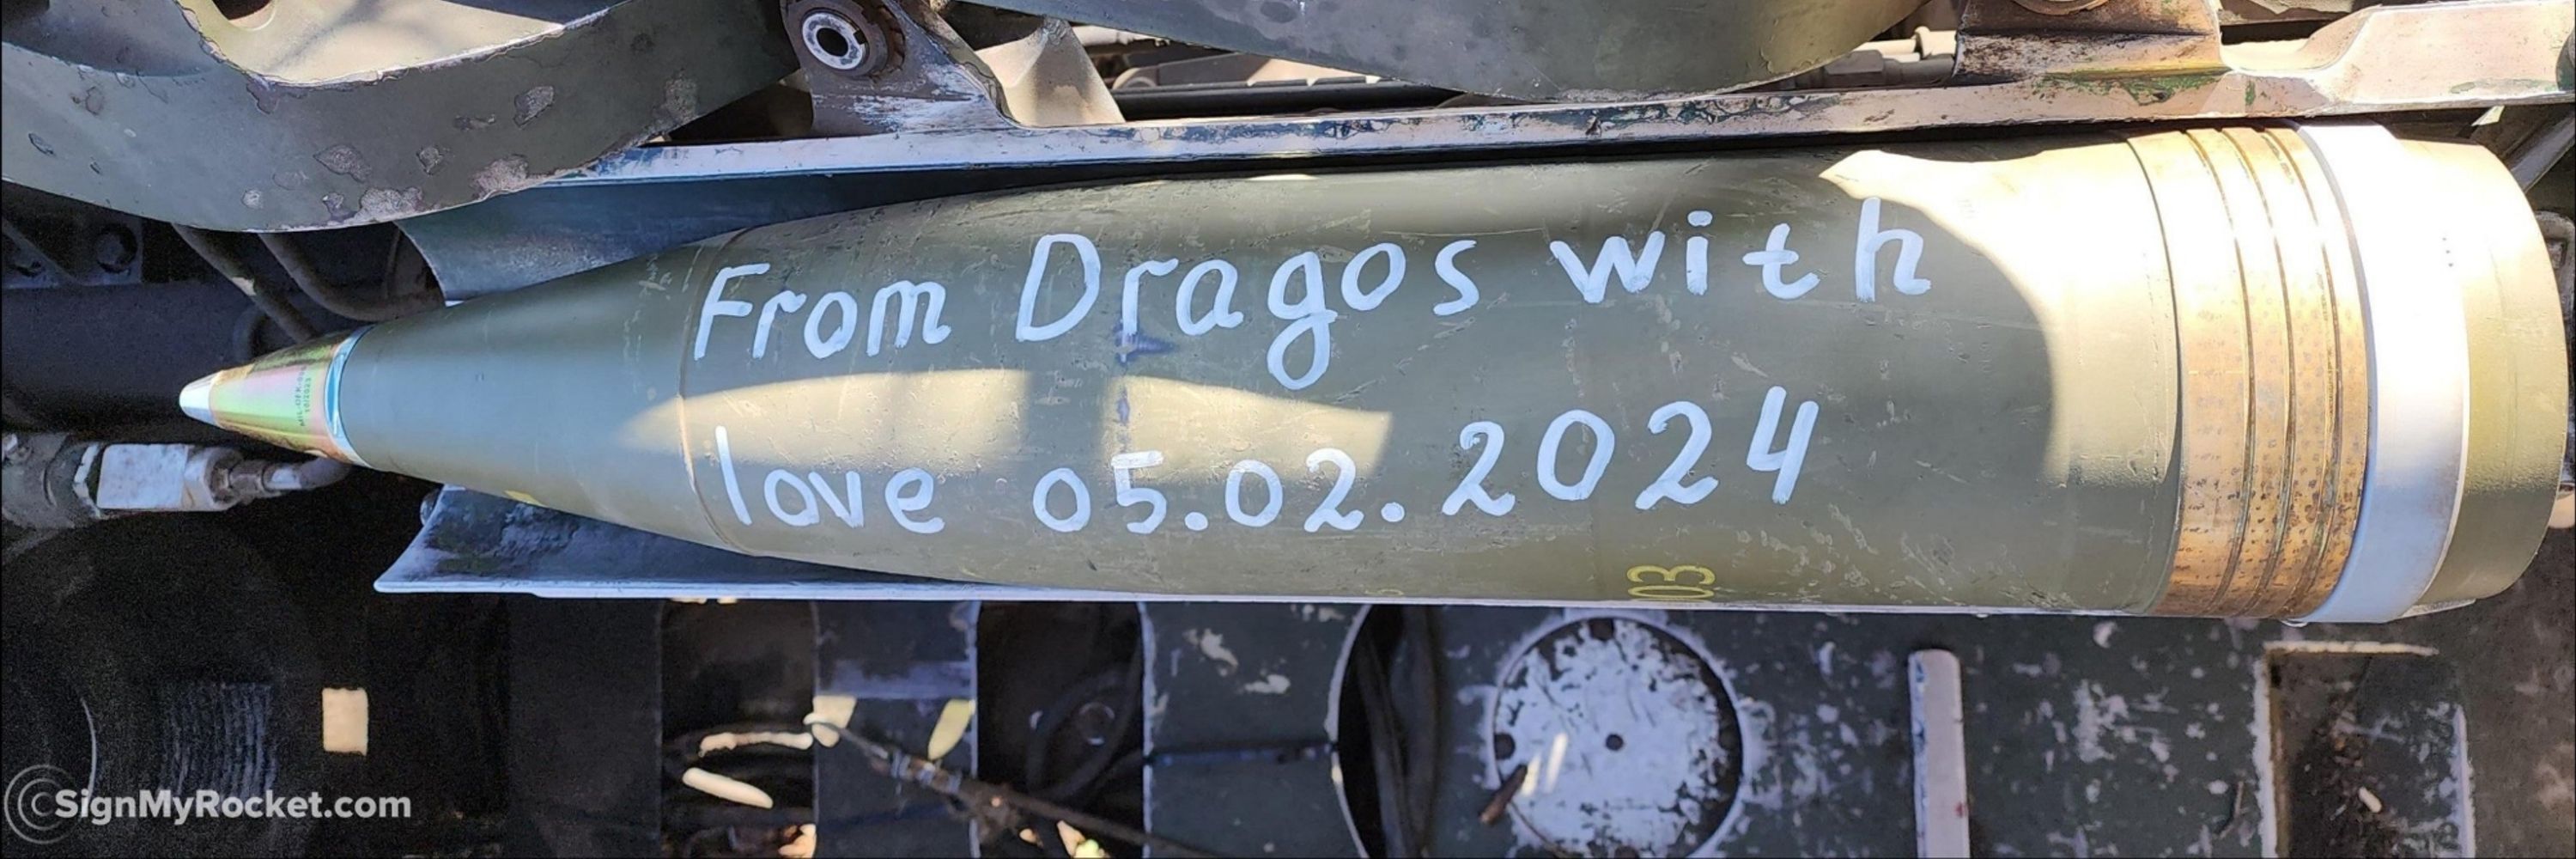 From Dragos with
love 05.02.2024
03
SignMyRocket.com